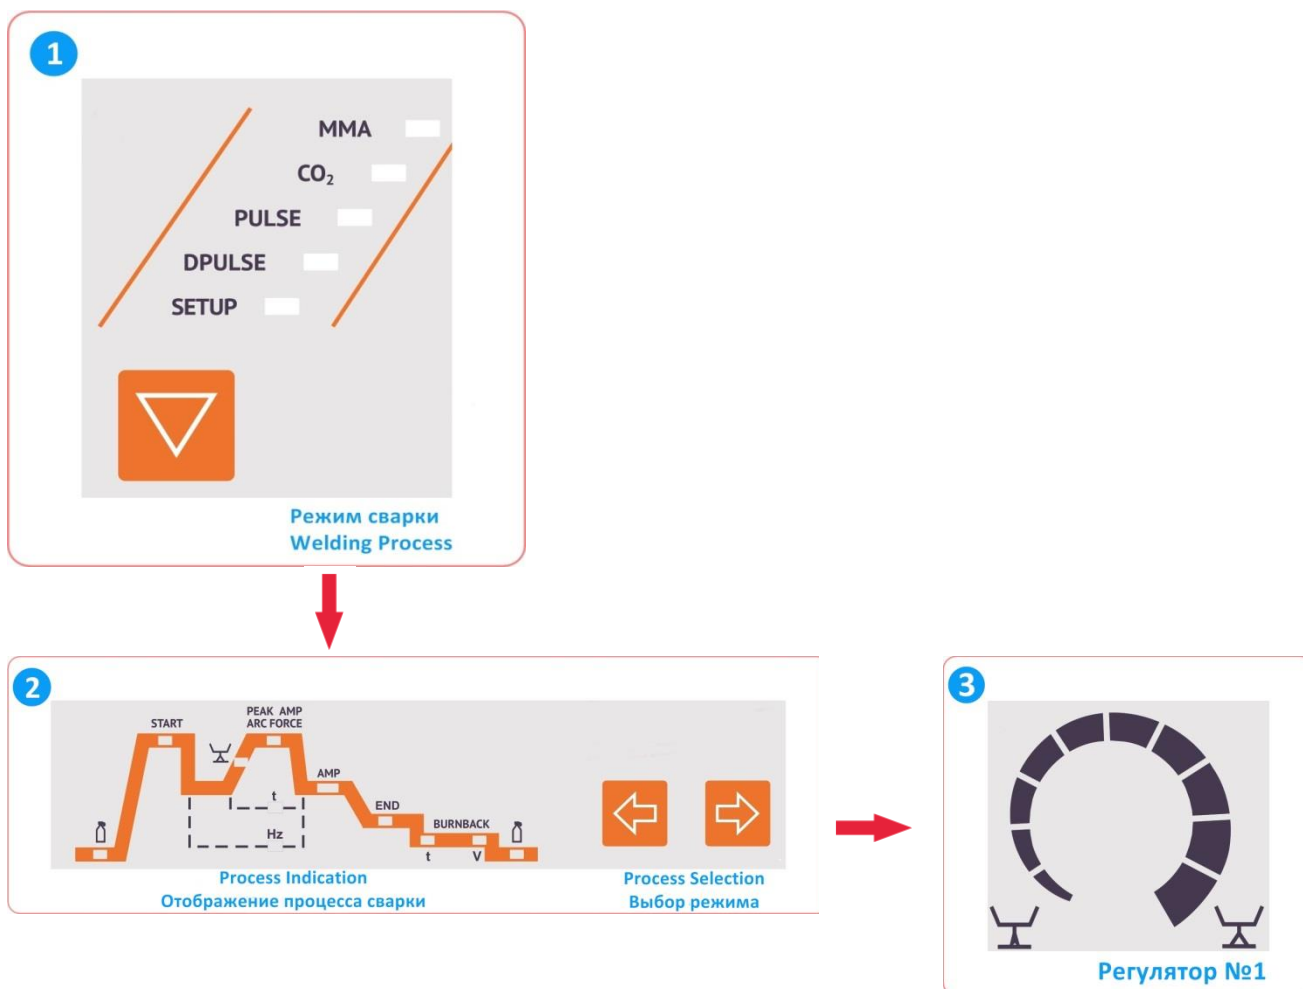 1
MMA
CO₂
PULSE
DPULSE
SETUP
Режим сварки
Welding Process
2
START
PEAK AMP
ARC FORCE
AMP
t
END
Hz
BURNBACK
t V
Process Indication
Отображение процесса сварки
Process Selection
Выбор режима
3
Регулятор №1